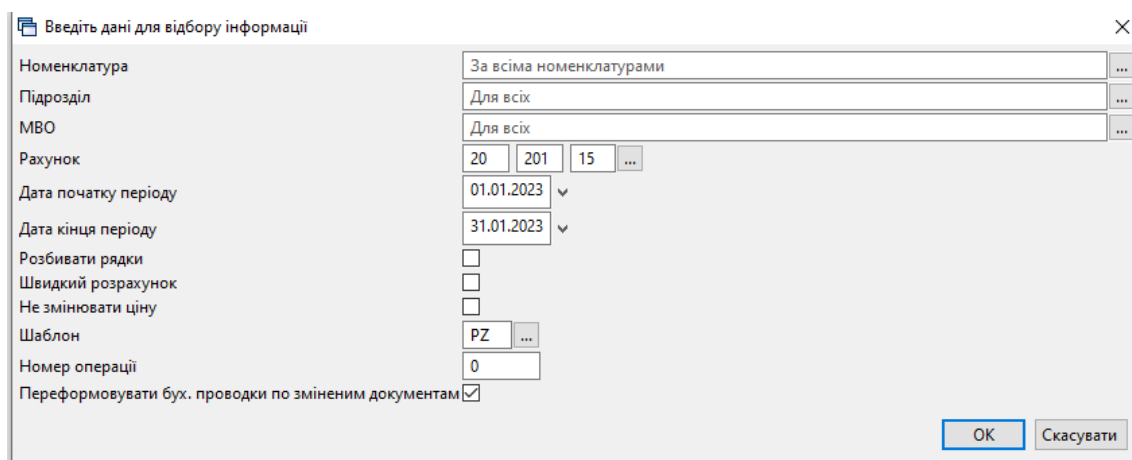 Введіть дані для відбору інформації
Номенклатура За всіма номенклатурами ...
Підрозділ Для всіх ...
МВО Для всіх ...
Рахунок 20 201 15 ...
Дата початку періоду 01.01.2023
Дата кінця періоду 31.01.2023
Розбивати рядки
Швидкий розрахунок
Не змінювати ціну
Шаблон PZ ...
Номер операції 0
Переформовувати бух. проводки по зміненим документам
ОК Скасувати